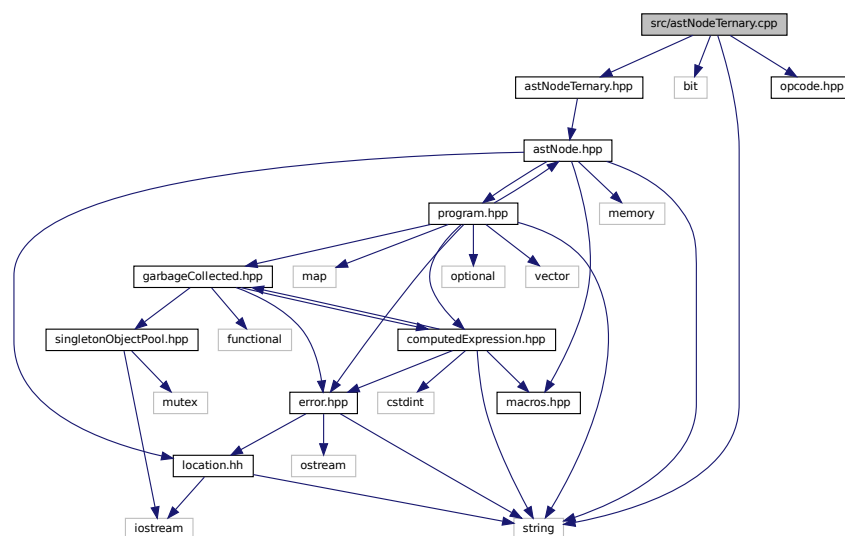 src/astNodeTernary.cpp
astNodeTernary.hpp
bit
opcode.hpp
astNode.hpp
program.hpp
memory
garbageCollected.hpp
map
optional
vector
singletonObjectPool.hpp
functional
computedExpression.hpp
mutex
error.hpp
cstdint
macros.hpp
location.hh
ostream
iostream
string